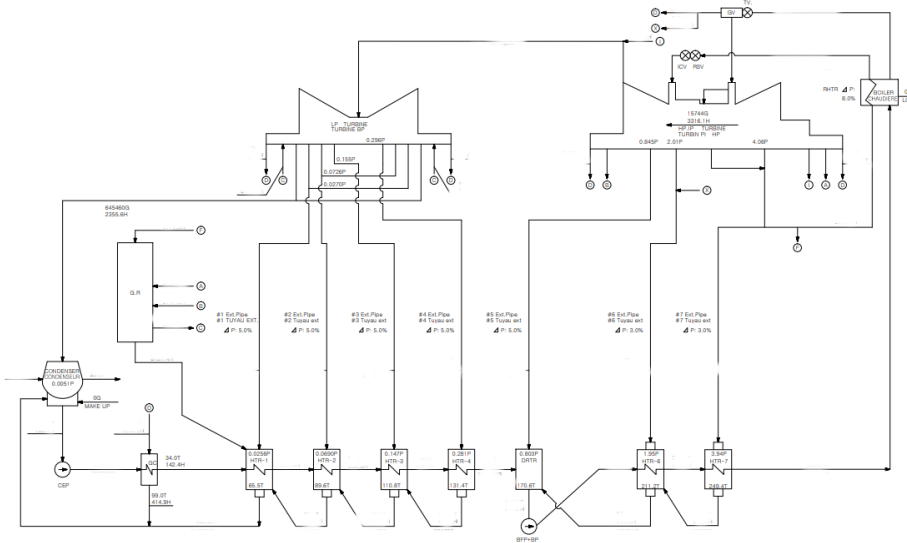 TV.
D
GV
X
I
ICV RSV
RHTR ⊿ P:
8.0%
BOILER
CHAUDIERE
15744G
3318.1H
HP.IP TURBINE
TURBIN PI HP
LP TURBINE
TURBINE BP
0.296P
0.845P 2.01P 4.06P
0.155P
0.0726P
0.0270P
D C C D
D B I A D
X
645460G
2355.6H
F
F
G.R
A
B
C
#1 Ext.Pipe
#1 TUYAU EXT.
⊿ P: 5.0%
#2 Ext.Pipe
#2 Tuyau ext
⊿ P: 5.0%
#3 Ext.Pipe
#3 Tuyau ext
⊿ P: 5.0%
#4 Ext.Pipe
#4 Tuyau ext
⊿ P: 5.0%
#5 Ext.Pipe
#5 Tuyau ext
⊿ P: 5.0%
#6 Ext.Pipe
#6 Tuyau ext
⊿ P: 3.0%
#7 Ext.Pipe
#7 Tuyau ext
⊿ P: 3.0%
CONDENSER
CONDENSEUR
0.0051P
0G
MAKE UP
CEP
GC
34.0T
142.4H
99.0T
414.9H
0.0256P
HTR-1
65.5T
0.0690P
HTR-2
89.6T
0.147P
HTR-3
110.8T
0.281P
HTR-4
131.4T
0.803P
DRTR
170.6T
BFP+BP
1.95P
HTR-6
211.2T
3.94P
HTR-7
249.4T